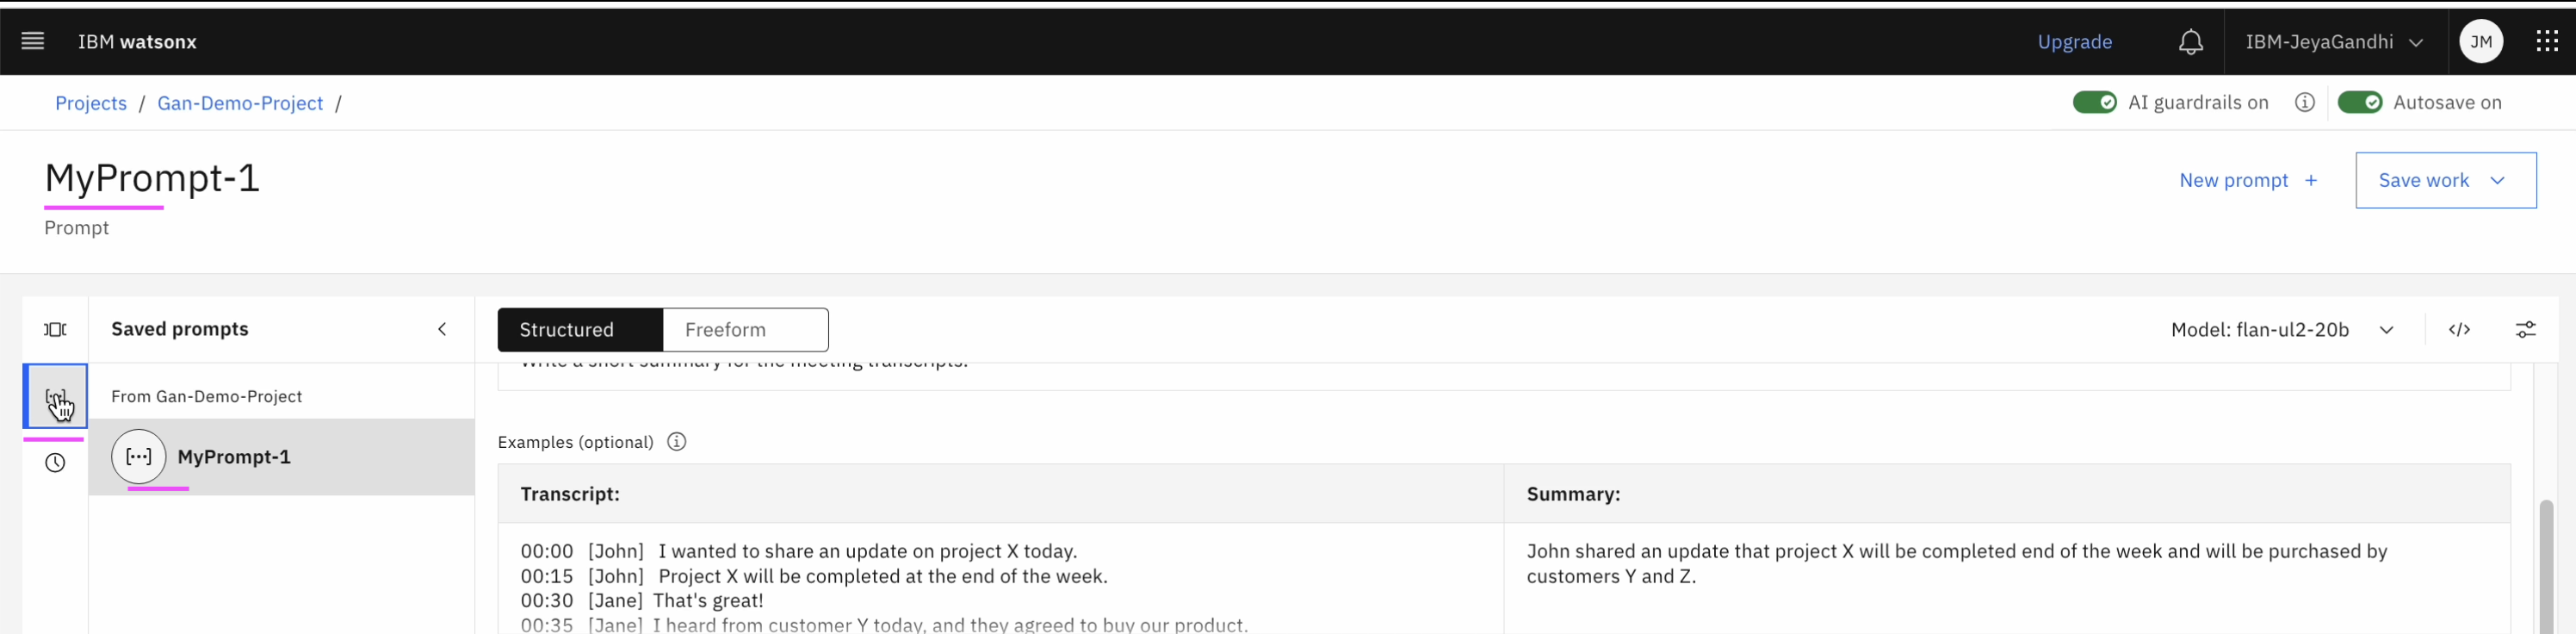 IBM watsonx
Upgrade
IBM-JeyaGandhi
JM
Projects / Gan-Demo-Project /
AI guardrails on
Autosave on
MyPrompt-1
Prompt
New prompt +
Save work
Saved prompts
Structured
Freeform
Model: flan-ul2-20b
Write a short summary for the meeting transcripts.
From Gan-Demo-Project
MyPrompt-1
Examples (optional)
Transcript:
Summary:
00:00 [John] I wanted to share an update on project X today.
00:15 [John] Project X will be completed at the end of the week.
00:30 [Jane] That's great!
00:35 [Jane] I heard from customer Y today, and they agreed to buy our product.
John shared an update that project X will be completed end of the week and will be purchased by
customers Y and Z.